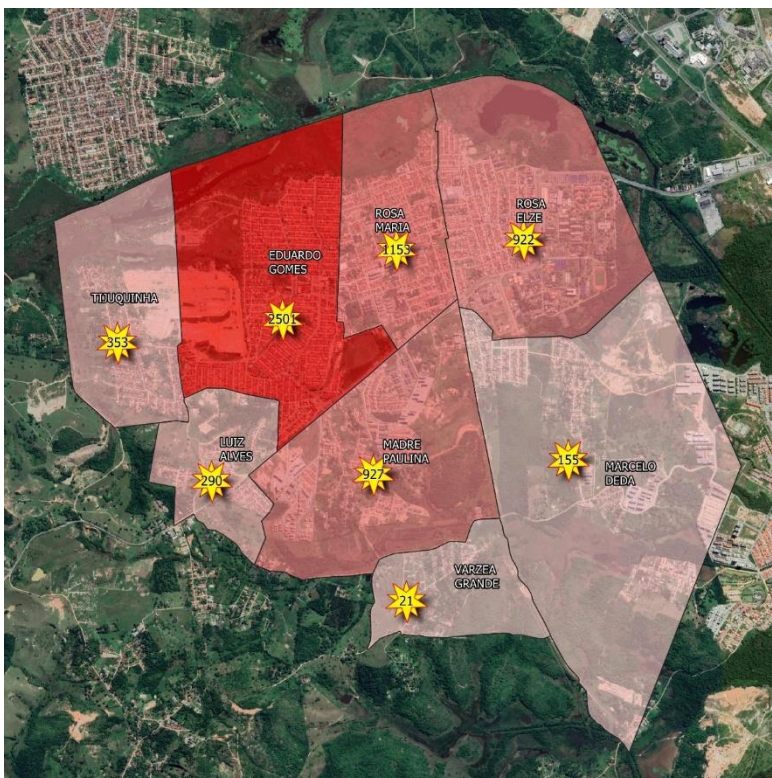 ROSA
MARIA
1153
ROSA
ELZE
922
EDUARDO
GOMES
2501
TIJUQUINHA
353
LUIZ
ALVES
290
MADRE
PAULINA
927
155
MARCELO
DEDA
VARZEA
GRANDE
21